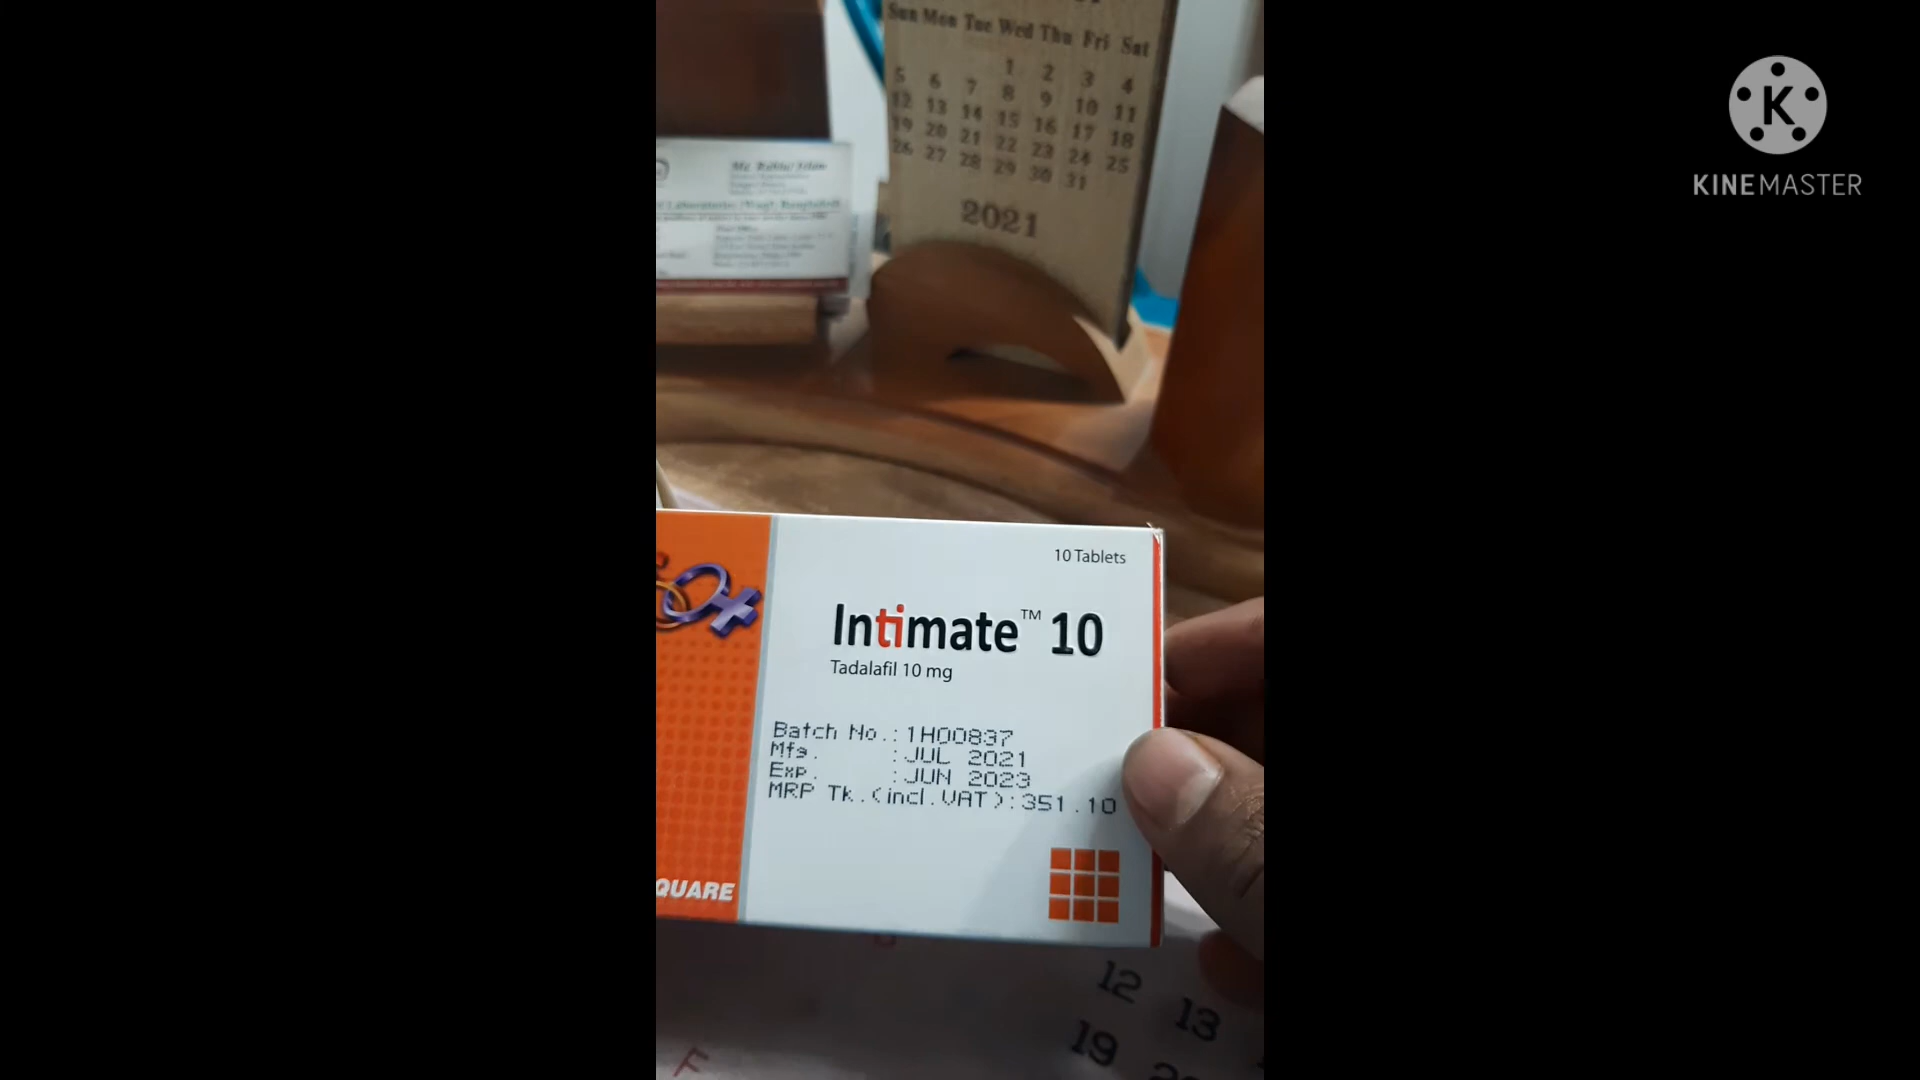 Sun Mon Tue Wed Thu Fri Sat
1 2 3 4
5 6 7 8 9 10 11
12 13 14 15 16 17 18
19 20 21 22 23 24 25
26 27 28 29 30 31
2021
KINEMASTER
10 Tablets
Intimate™ 10
Tadalafil 10 mg
Batch No.: 1H00837
Mfg. : JUL 2021
Exp. : JUN 2023
MRP Tk.(incl.VAT):351.10
QUARE
12 13
19
F